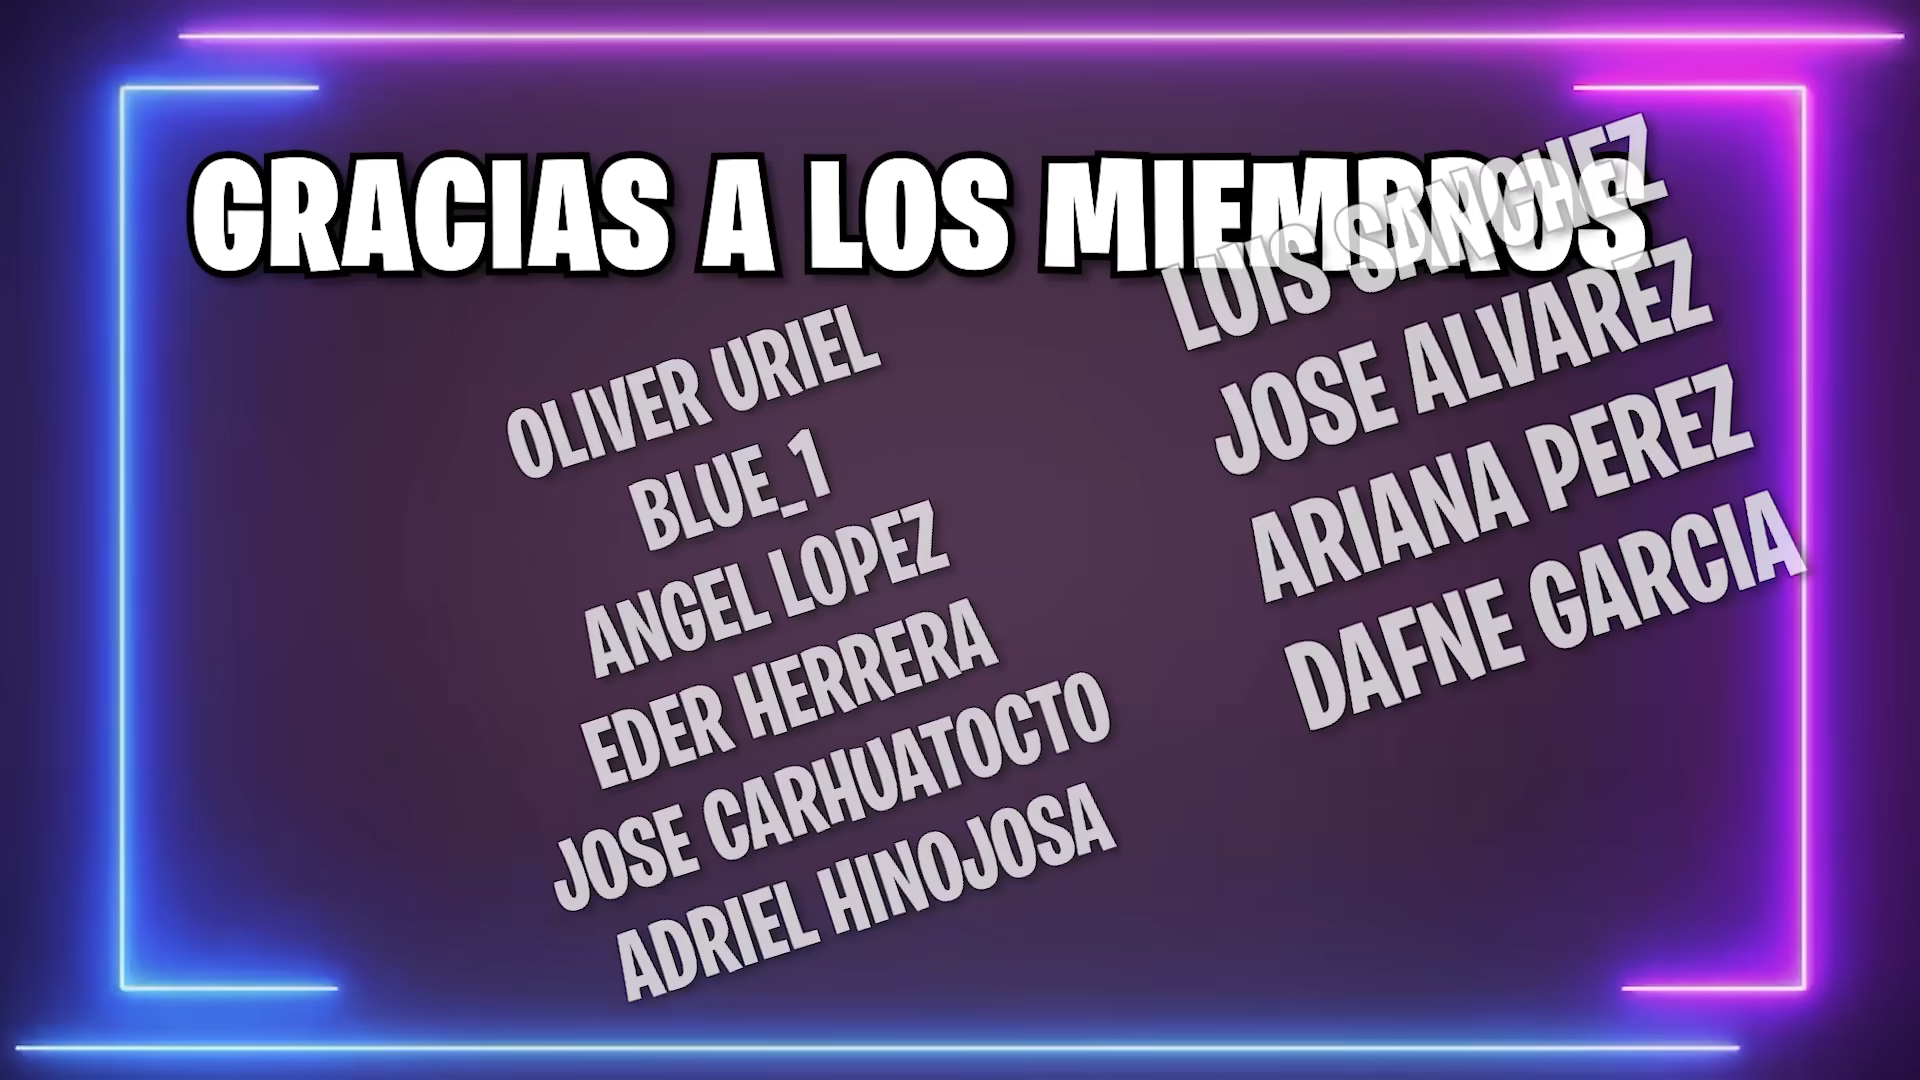 GRACIAS A LOS MIEMBROS
OLIVER URIEL
BLUE_1
ANGEL LOPEZ
EDER HERRERA
JOSE CARHUATOCTO
ADRIEL HINOJOSA
LUIS SANCHEZ
JOSE ALVAREZ
ARIANA PEREZ
DAFNE GARCIA